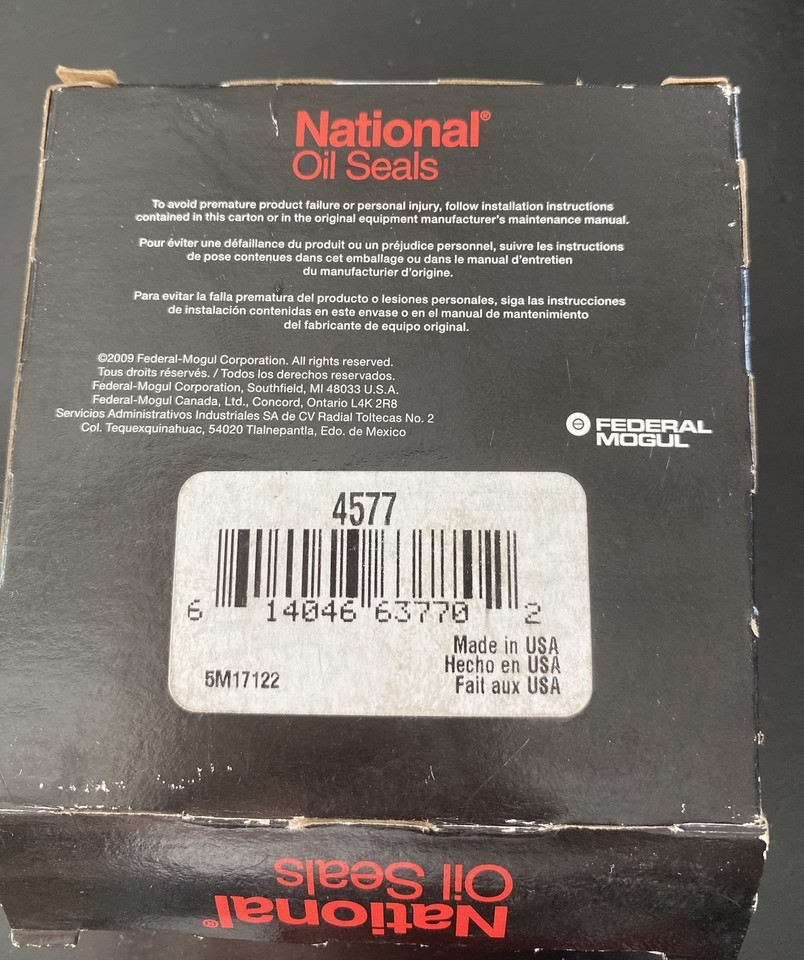 National®
Oil Seals
To avoid premature product failure or personal injury, follow installation instructions
contained in this carton or in the original equipment manufacturer's maintenance manual.
Pour éviter une défaillance du produit ou un préjudice personnel, suivre les instructions
de pose contenues dans cet emballage ou dans le manuel d'entretien
du manufacturier d'origine.
Para evitar la falla prematura del producto o lesiones personales, siga las instrucciones
de instalación contenidas en este envase o en el manual de mantenimiento
del fabricante de equipo original.
©2009 Federal-Mogul Corporation. All rights reserved.
Tous droits réservés. / Todos los derechos reservados.
Federal-Mogul Corporation, Southfield, MI 48033 U.S.A.
Federal-Mogul Canada, Ltd., Concord, Ontario L4K 2R8
Servicios Administrativos Industriales SA de CV Radial Toltecas No. 2
Col. Tequexquinahuac, 54020 Tlalnepantla, Edo. de Mexico
FEDERAL
MOGUL
4577
6 14046 63770 2
Made in USA
Hecho en USA
5M17122 Fait aux USA
National®
Oil Seals